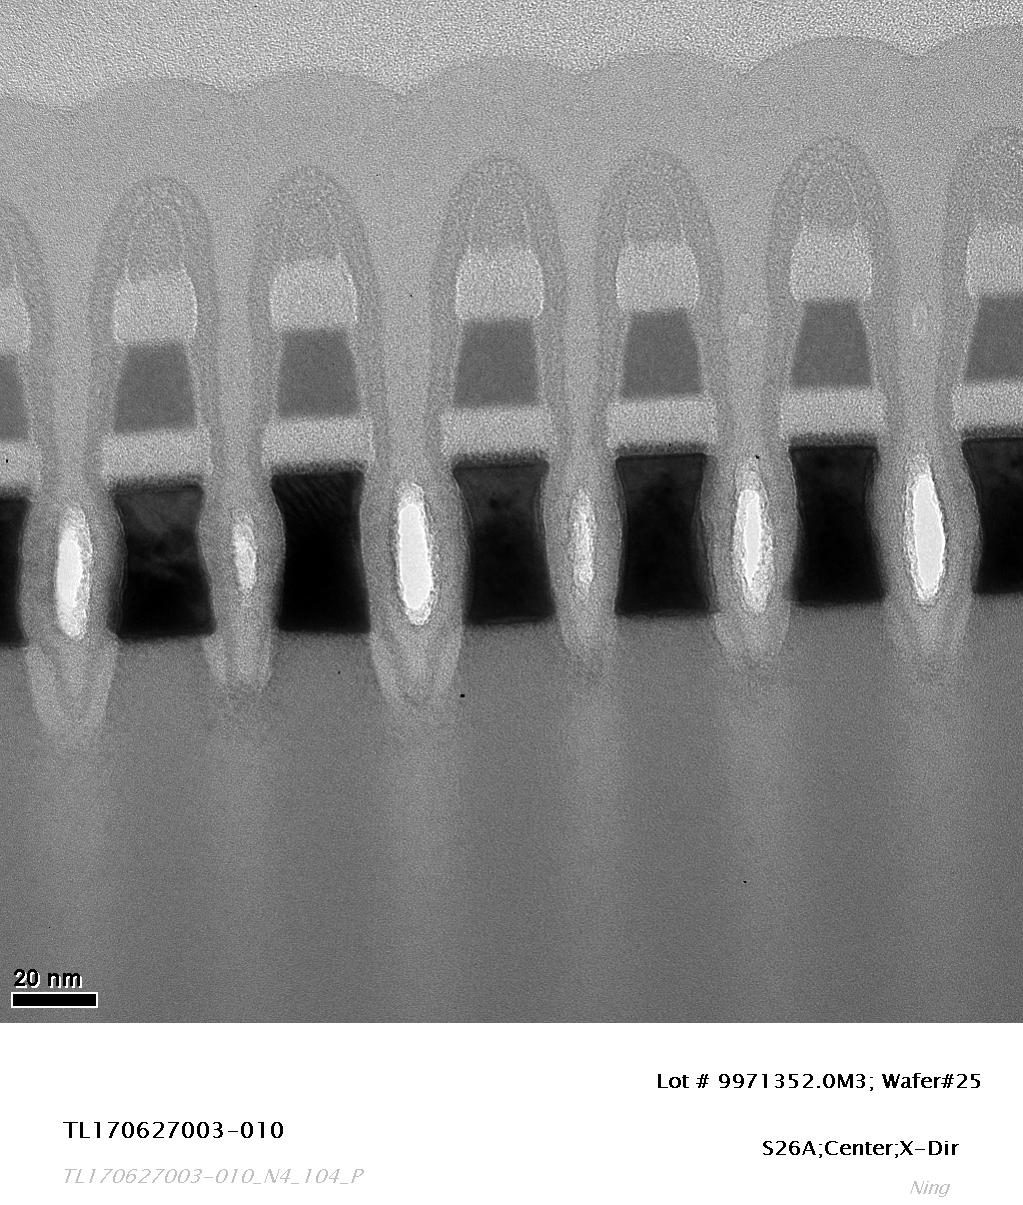 20 nm
Lot # 9971352.0M3; Wafer#25
TL170627003-010
S26A;Center;X-Dir
TL170627003-010_N4_104_P
Ning